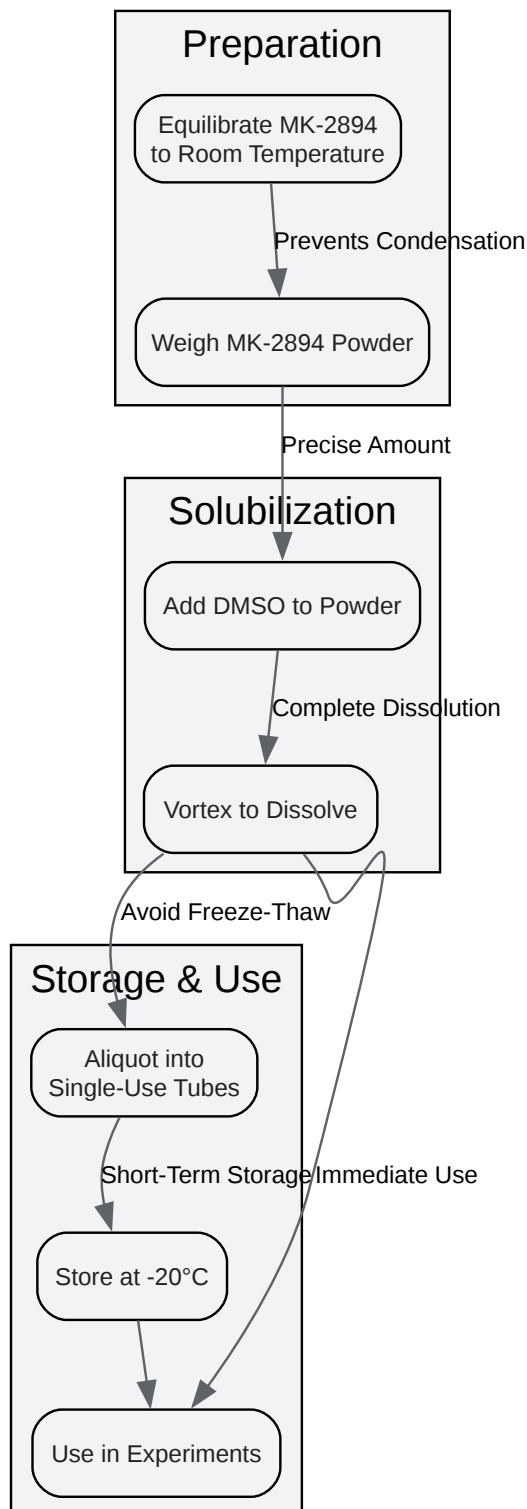 Preparation
Equilibrate MK-2894
to Room Temperature
Prevents Condensation
Weigh MK-2894 Powder
Precise Amount
Solubilization
Add DMSO to Powder
Complete Dissolution
Vortex to Dissolve
Avoid Freeze-Thaw
Storage & Use
Aliquot into
Single-Use Tubes
Short-Term Storage
Immediate Use
Store at -20°C
Use in Experiments